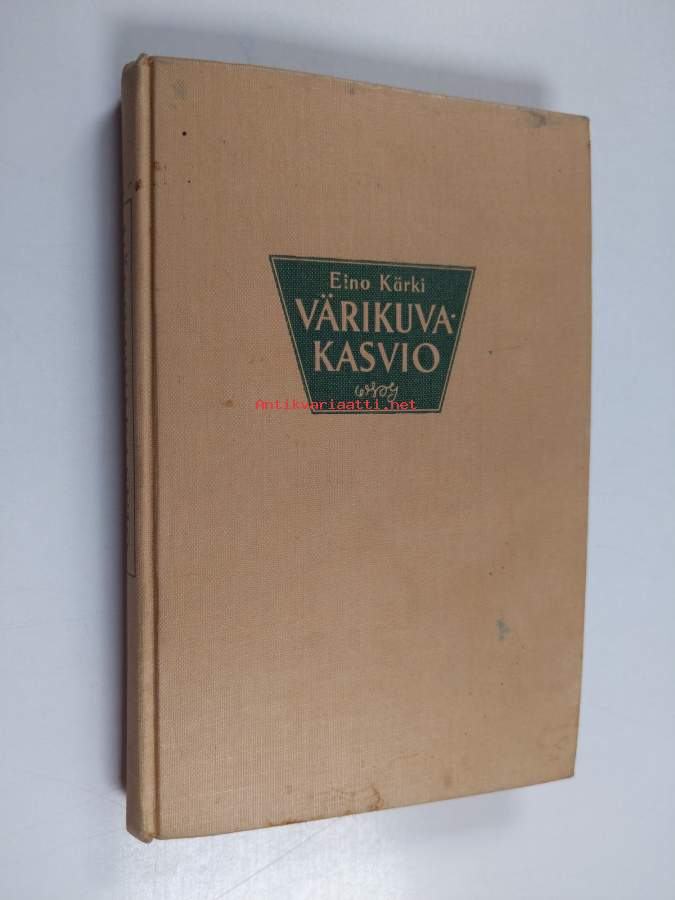 Eino Kärki
VÄRIKUVA-
KASVIO
wsoy
Antikvariaatti.net